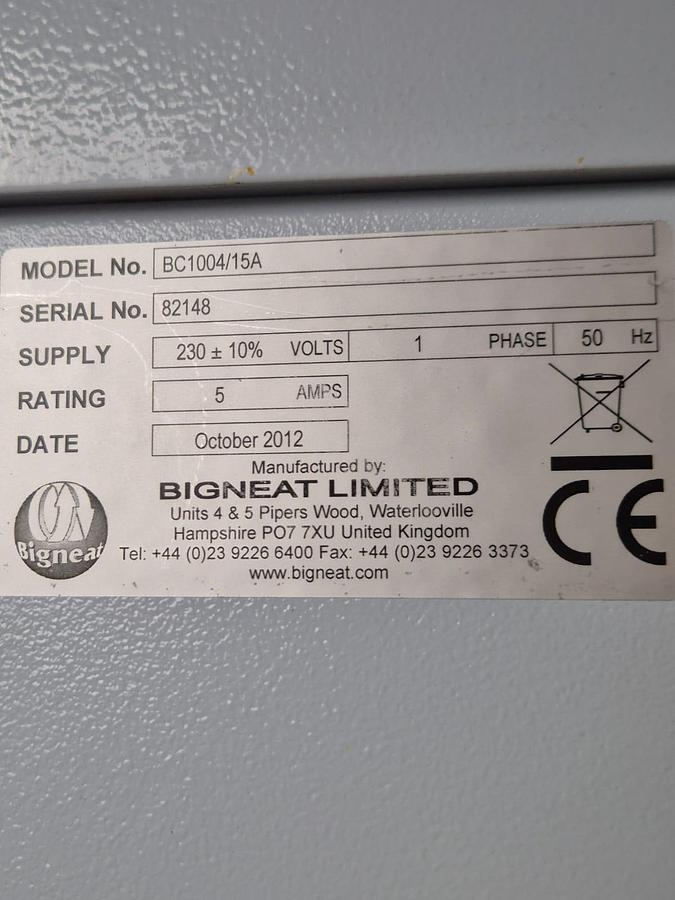 MODEL No. BC1004/15A
SERIAL No. 82148
SUPPLY 230 ± 10% VOLTS 1 PHASE 50 Hz
RATING 5 AMPS
DATE October 2012
Manufactured by:
BIGNEAT LIMITED
Units 4 & 5 Pipers Wood, Waterlooville
Hampshire PO7 7XU United Kingdom
Tel: +44 (0)23 9226 6400 Fax: +44 (0)23 9226 3373
www.bigneat.com
Bigneat
CE